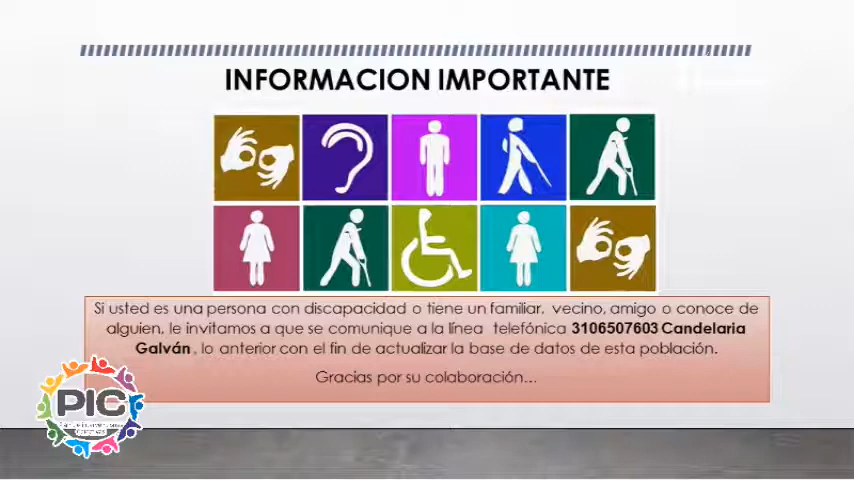 INFORMACION IMPORTANTE
Si usted es una persona con discapacidad o tiene un familiar, vecino, amigo o conoce de
alguien, le invitamos a que se comunique a la línea telefónica 3106507603 Candelaria
Galván, lo anterior con el fin de actualizar la base de datos de esta población.
Gracias por su colaboración...
PIC